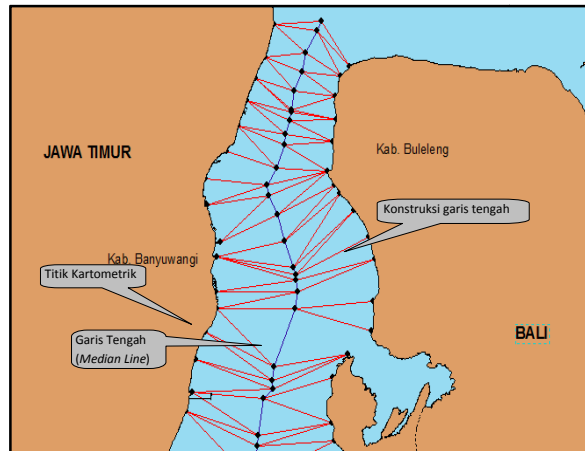 JAWA TIMUR
Kab. Buleleng
Konstruksi garis tengah
Kab. Banyuwangi
Titik Kartometrik
Garis Tengah
(Median Line)
BALI